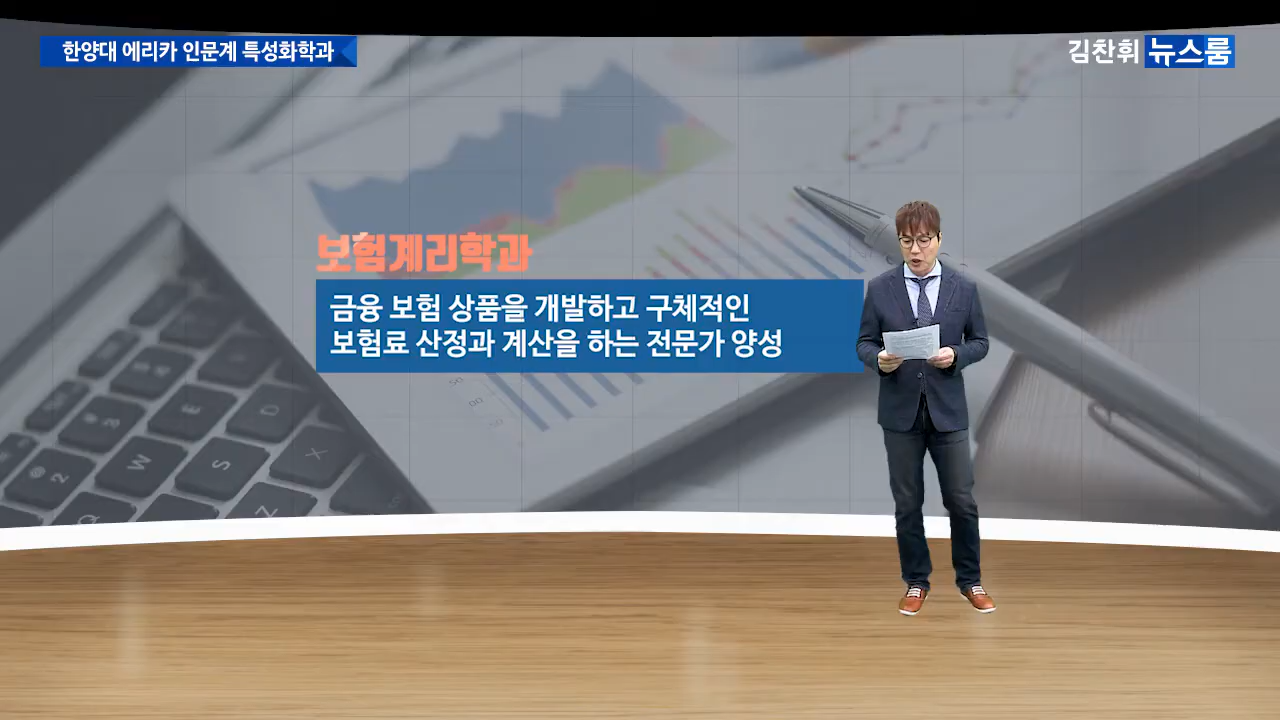 한양대 에리카 인문계 특성화학과
김찬휘 뉴스룸
보험계리학과
금융 보험 상품을 개발하고 구체적인
보험료 산정과 계산을 하는 전문가 양성